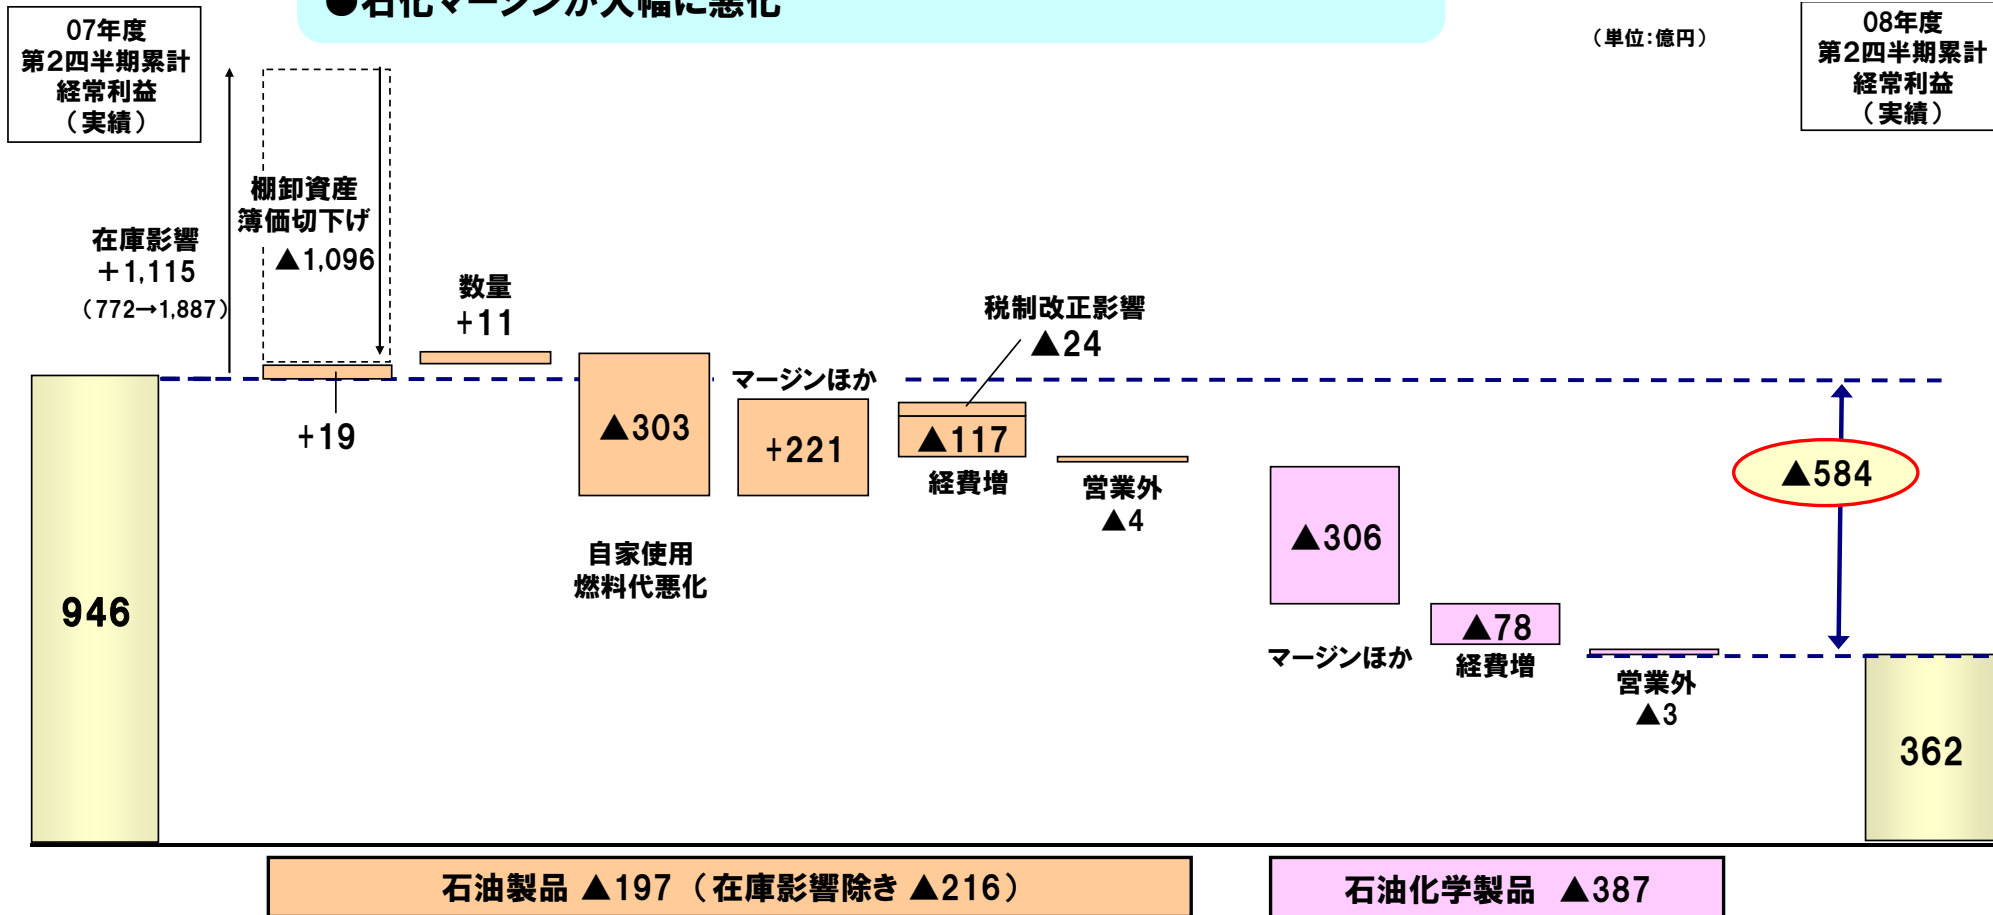 ●石化マージンが大幅に悪化
(単位:億円)
07年度
第2四半期累計
経常利益
(実績)
08年度
第2四半期累計
経常利益
(実績)
棚卸資産
簿価切下げ
▲1,096
在庫影響
+1,115
(772→1,887)
+19
数量
+11
▲303
自家使用
燃料代悪化
マージンほか
+221
税制改正影響
▲24
▲117
経費増
営業外
▲4
▲306
マージンほか
▲78
経費増
営業外
▲3
▲584
946
362
石油製品 ▲197 (在庫影響除き ▲216)
石油化学製品 ▲387